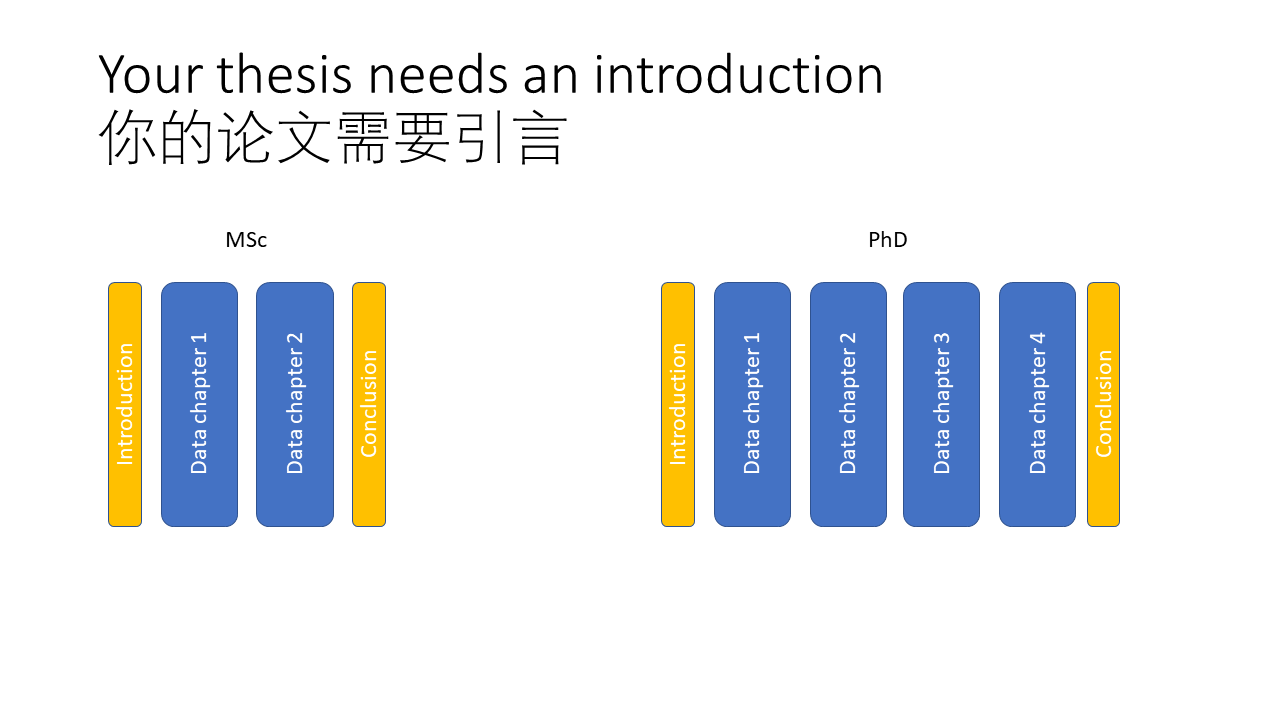 Your thesis needs an introduction
你的论文需要引言
MSc
Introduction
Data chapter 1
Data chapter 2
Conclusion
PhD
Introduction
Data chapter 1
Data chapter 2
Data chapter 3
Data chapter 4
Conclusion